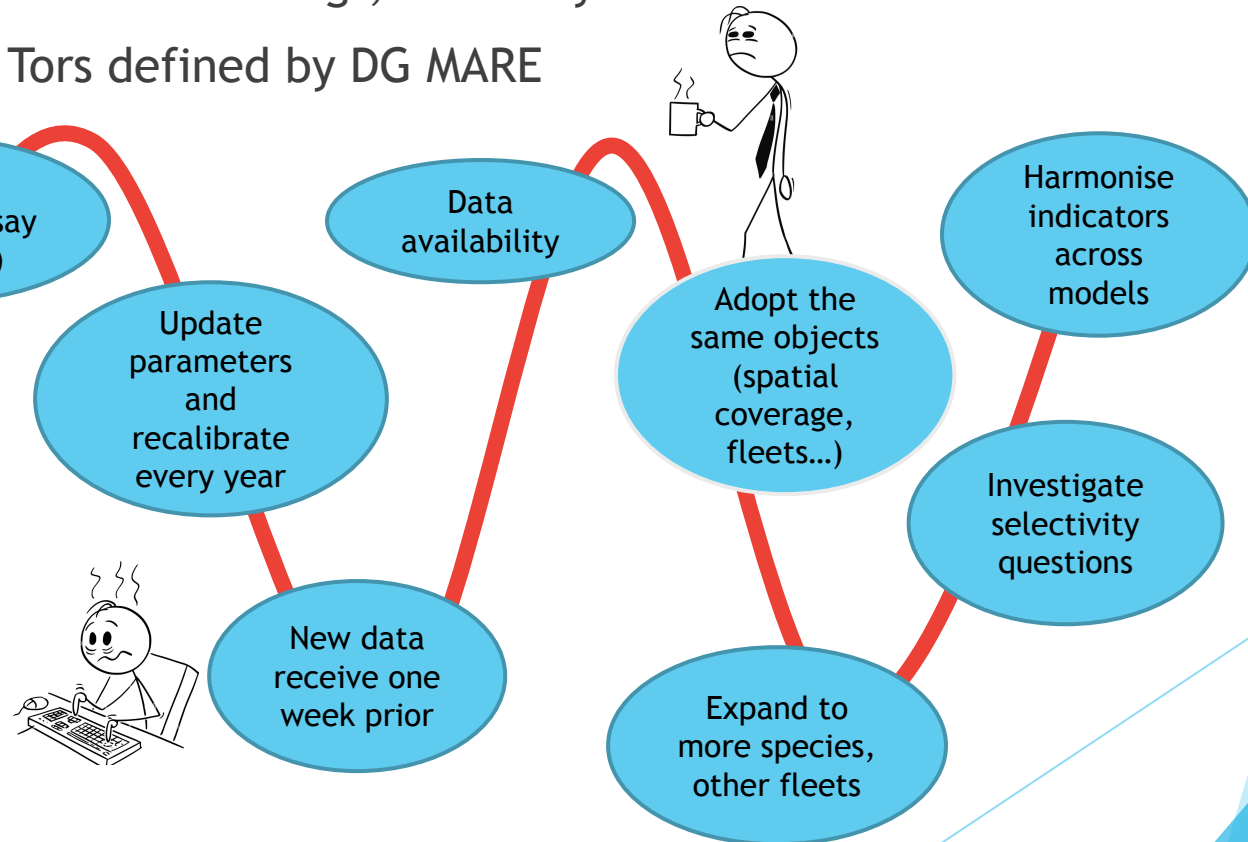 Tors defined by DG MARE
say
)
Update
parameters
and
recalibrate
every year
New data
receive one
week prior
Data
availability
Adopt the
same objects
(spatial
coverage,
fleets…)
Expand to
more species,
other fleets
Investigate
selectivity
questions
Harmonise
indicators
across
models